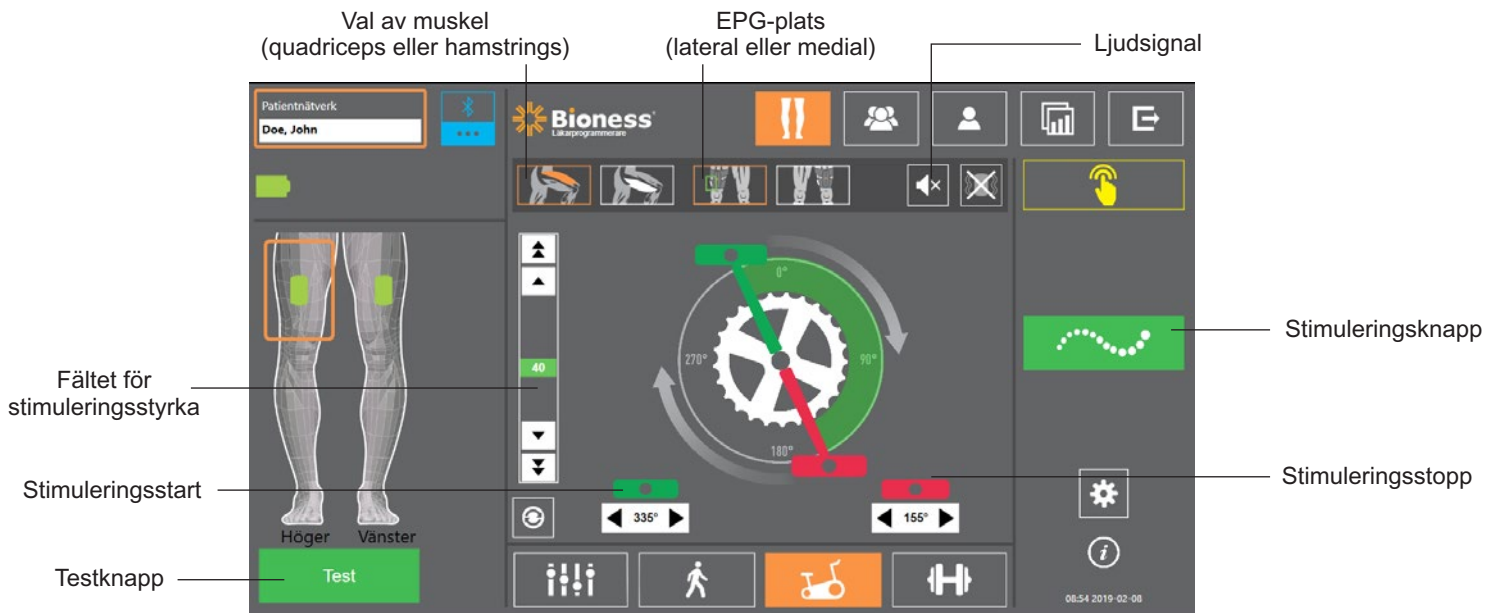 Val av muskel
(quadriceps eller hamstrings)
EPG-plats
(lateral eller medial)
Ljudsignal
Patientnätverk
Doe, John
Bioness
Läkarprogrammerare
0°
90°
180°
270°
40
Fältet för
stimuleringsstyrka
Stimuleringsknapp
Stimuleringsstart
Stimuleringsstopp
335°
155°
Höger Vänster
Testknapp
Test
08:54 2019-02-08